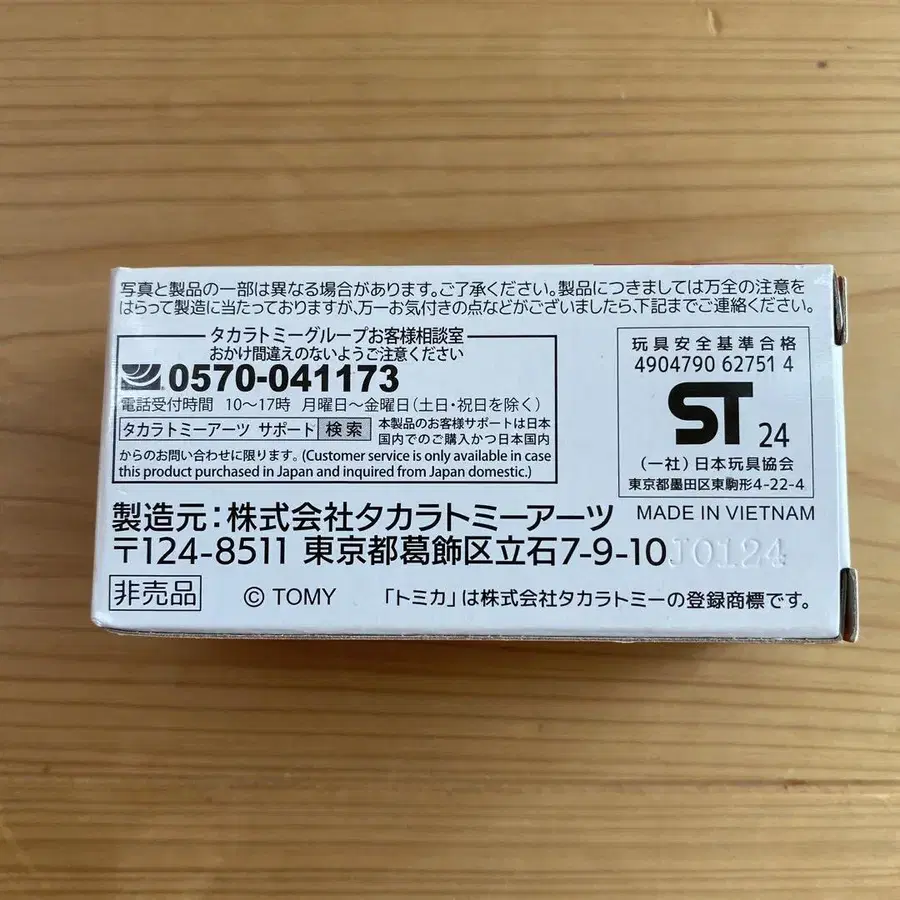 写真と製品の一部は異なる場合があります。ご了承ください。製品につきましては万全の注意を
はらって製造に当たっておりますが、万一お気付きの点などがございましたら、下記までご連絡ください。
タカラトミーグループお客様相談室
おかけ間違えのないようご注意ください
0570-041173
電話受付時間 10〜17時 月曜日〜金曜日(土日・祝日を除く)
タカラトミーアーツ サポート 検索
本製品のお客様サポートは日本
国内でのご購入かつ日本国内
からのお問い合わせに限ります。(Customer service is only available in case
this product purchased in Japan and inquired from Japan domestic.)
玩具安全基準合格
4904790 62751 4
ST 24
(一社)日本玩具協会
東京都墨田区東駒形4-22-4
製造元:株式会社タカラトミーアーツ
MADE IN VIETNAM
〒124-8511 東京都葛飾区立石7-9-10
J0124
非売品
© TOMY
「トミカ」は株式会社タカラトミーの登録商標です。